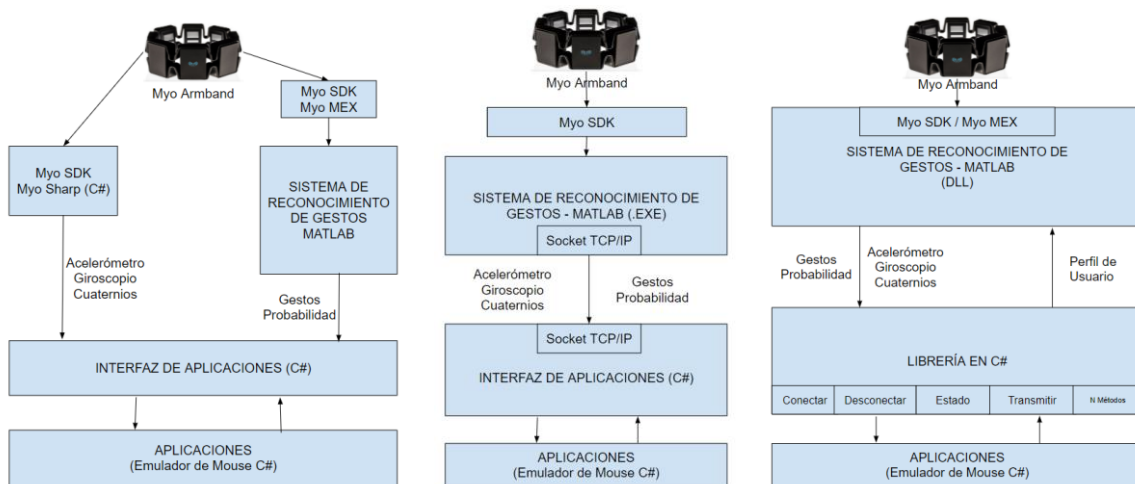 Myo Armband
Myo SDK
Myo MEX
Myo SDK
Myo Sharp (C#)
SISTEMA DE
RECONOCIMIENTO
DE GESTOS
MATLAB
Acelerómetro
Giroscopio
Cuaternios
Gestos
Probabilidad
INTERFAZ DE APLICACIONES (C#)
APLICACIONES
(Emulador de Mouse C#)
Myo Armband
Myo SDK
SISTEMA DE RECONOCIMIENTO DE
GESTOS - MATLAB (.EXE)
Socket TCP/IP
Acelerómetro
Giroscopio
Cuaternios
Gestos
Probabilidad
Socket TCP/IP
INTERFAZ DE APLICACIONES (C#)
APLICACIONES
(Emulador de Mouse C#)
Myo Armband
Myo SDK / Myo MEX
SISTEMA DE RECONOCIMIENTO DE
GESTOS - MATLAB
(DLL)
Gestos
Probabilidad
Acelerómetro
Giroscopio
Cuaternios
Perfil de
Usuario
LIBRERÍA EN C#
Conectar
Desconectar
Estado
Transmitir
N Métodos
APLICACIONES
(Emulador de Mouse C#)